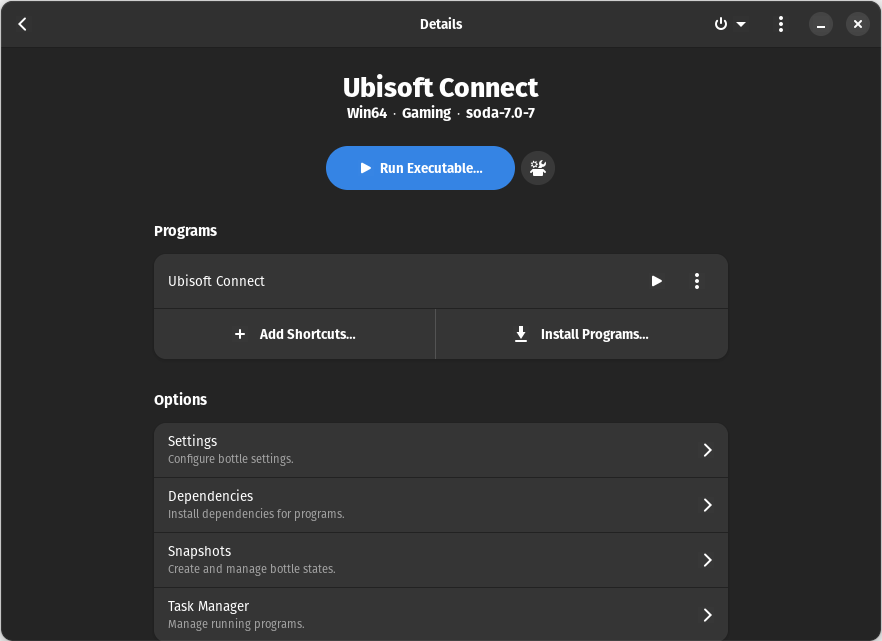 Details
Ubisoft Connect
Win64 · Gaming · soda-7.0-7
Run Executable...
Programs
Ubisoft Connect
Add Shortcuts...
Install Programs...
Options
Settings
Configure bottle settings.
Dependencies
Install dependencies for programs.
Snapshots
Create and manage bottle states.
Task Manager
Manage running programs.